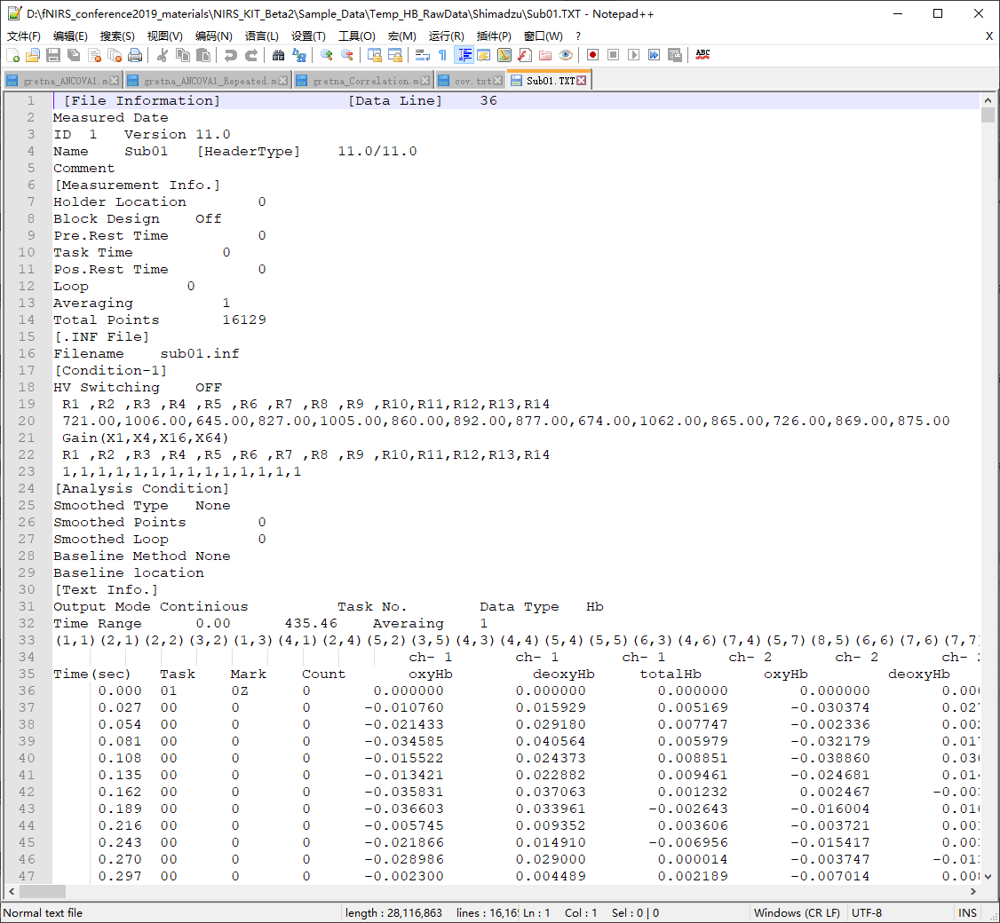 D:\fNIRS_conference2019_materials\NIRS_KIT_Beta2\Sample_Data\Temp_HB_RawData\Shimadzu\Sub01.TXT - Notepad++
文件(F) 编辑(E) 搜索(S) 视图(V) 编码(N) 语言(L) 设置(T) 工具(O) 宏(M) 运行(R) 插件(P) 窗口(W) ? X
ABC
gretna_ANCOVA1.m gretna_ANCOVA1_Repeated.m gretna_Correlation.m cov.txt Sub01.TXT
1 [File Information] [Data Line] 36
2 Measured Date
3 ID 1 Version 11.0
4 Name Sub01 [HeaderType] 11.0/11.0
5 Comment
6 [Measurement Info.]
7 Holder Location 0
8 Block Design Off
9 Pre.Rest Time 0
10 Task Time 0
11 Pos.Rest Time 0
12 Loop 0
13 Averaging 1
14 Total Points 16129
15 [.INF File]
16 Filename sub01.inf
17 [Condition-1]
18 HV Switching OFF
19 R1 ,R2 ,R3 ,R4 ,R5 ,R6 ,R7 ,R8 ,R9 ,R10,R11,R12,R13,R14
20 721.00,1006.00,645.00,827.00,1005.00,860.00,892.00,877.00,674.00,1062.00,865.00,726.00,869.00,875.00
21 Gain(X1,X4,X16,X64)
22 R1 ,R2 ,R3 ,R4 ,R5 ,R6 ,R7 ,R8 ,R9 ,R10,R11,R12,R13,R14
23 1,1,1,1,1,1,1,1,1,1,1,1,1,1
24 [Analysis Condition]
25 Smoothed Type None
26 Smoothed Points 0
27 Smoothed Loop 0
28 Baseline Method None
29 Baseline location
30 [Text Info.]
31 Output Mode Continious Task No. Data Type Hb
32 Time Range 0.00 435.46 Averaing 1
33 (1,1)(2,1)(2,2)(3,2)(1,3)(4,1)(2,4)(5,2)(3,5)(4,3)(4,4)(5,4)(5,5)(6,3)(4,6)(7,4)(5,7)(8,5)(6,6)(7,6)(7,7)
34 ch- 1 ch- 1 ch- 1 ch- 2 ch- 2 ch-
35 Time(sec) Task Mark Count oxyHb deoxyHb totalHb oxyHb deoxyHb
36 0.000 01 0Z 0 0.000000 0.000000 0.000000 0.000000 0.000000
37 0.027 00 0 0 -0.010760 0.015929 0.005169 -0.030374 0.02
38 0.054 00 0 0 -0.021433 0.029180 0.007747 -0.002336 0.00
39 0.081 00 0 0 -0.034585 0.040564 0.005979 -0.032179 0.01
40 0.108 00 0 0 -0.015522 0.024373 0.008851 -0.038860 0.03
41 0.135 00 0 0 -0.013421 0.022882 0.009461 -0.024681 0.01
42 0.162 00 0 0 -0.035831 0.037063 0.001232 0.002467 -0.00
43 0.189 00 0 0 -0.036603 0.033961 -0.002643 -0.016004 0.01
44 0.216 00 0 0 -0.005745 0.009352 0.003606 -0.003721 0.00
45 0.243 00 0 0 -0.021866 0.014910 -0.006956 -0.015417 0.00
46 0.270 00 0 0 -0.028986 0.029000 0.000014 -0.003747 -0.01
47 0.297 00 0 0 -0.002300 0.004489 0.002189 -0.007014 0.00
Normal text file length : 28,116,863 lines : 16,16 Ln : 1 Col : 1 Sel : 0 | 0 Windows (CR LF) UTF-8 INS